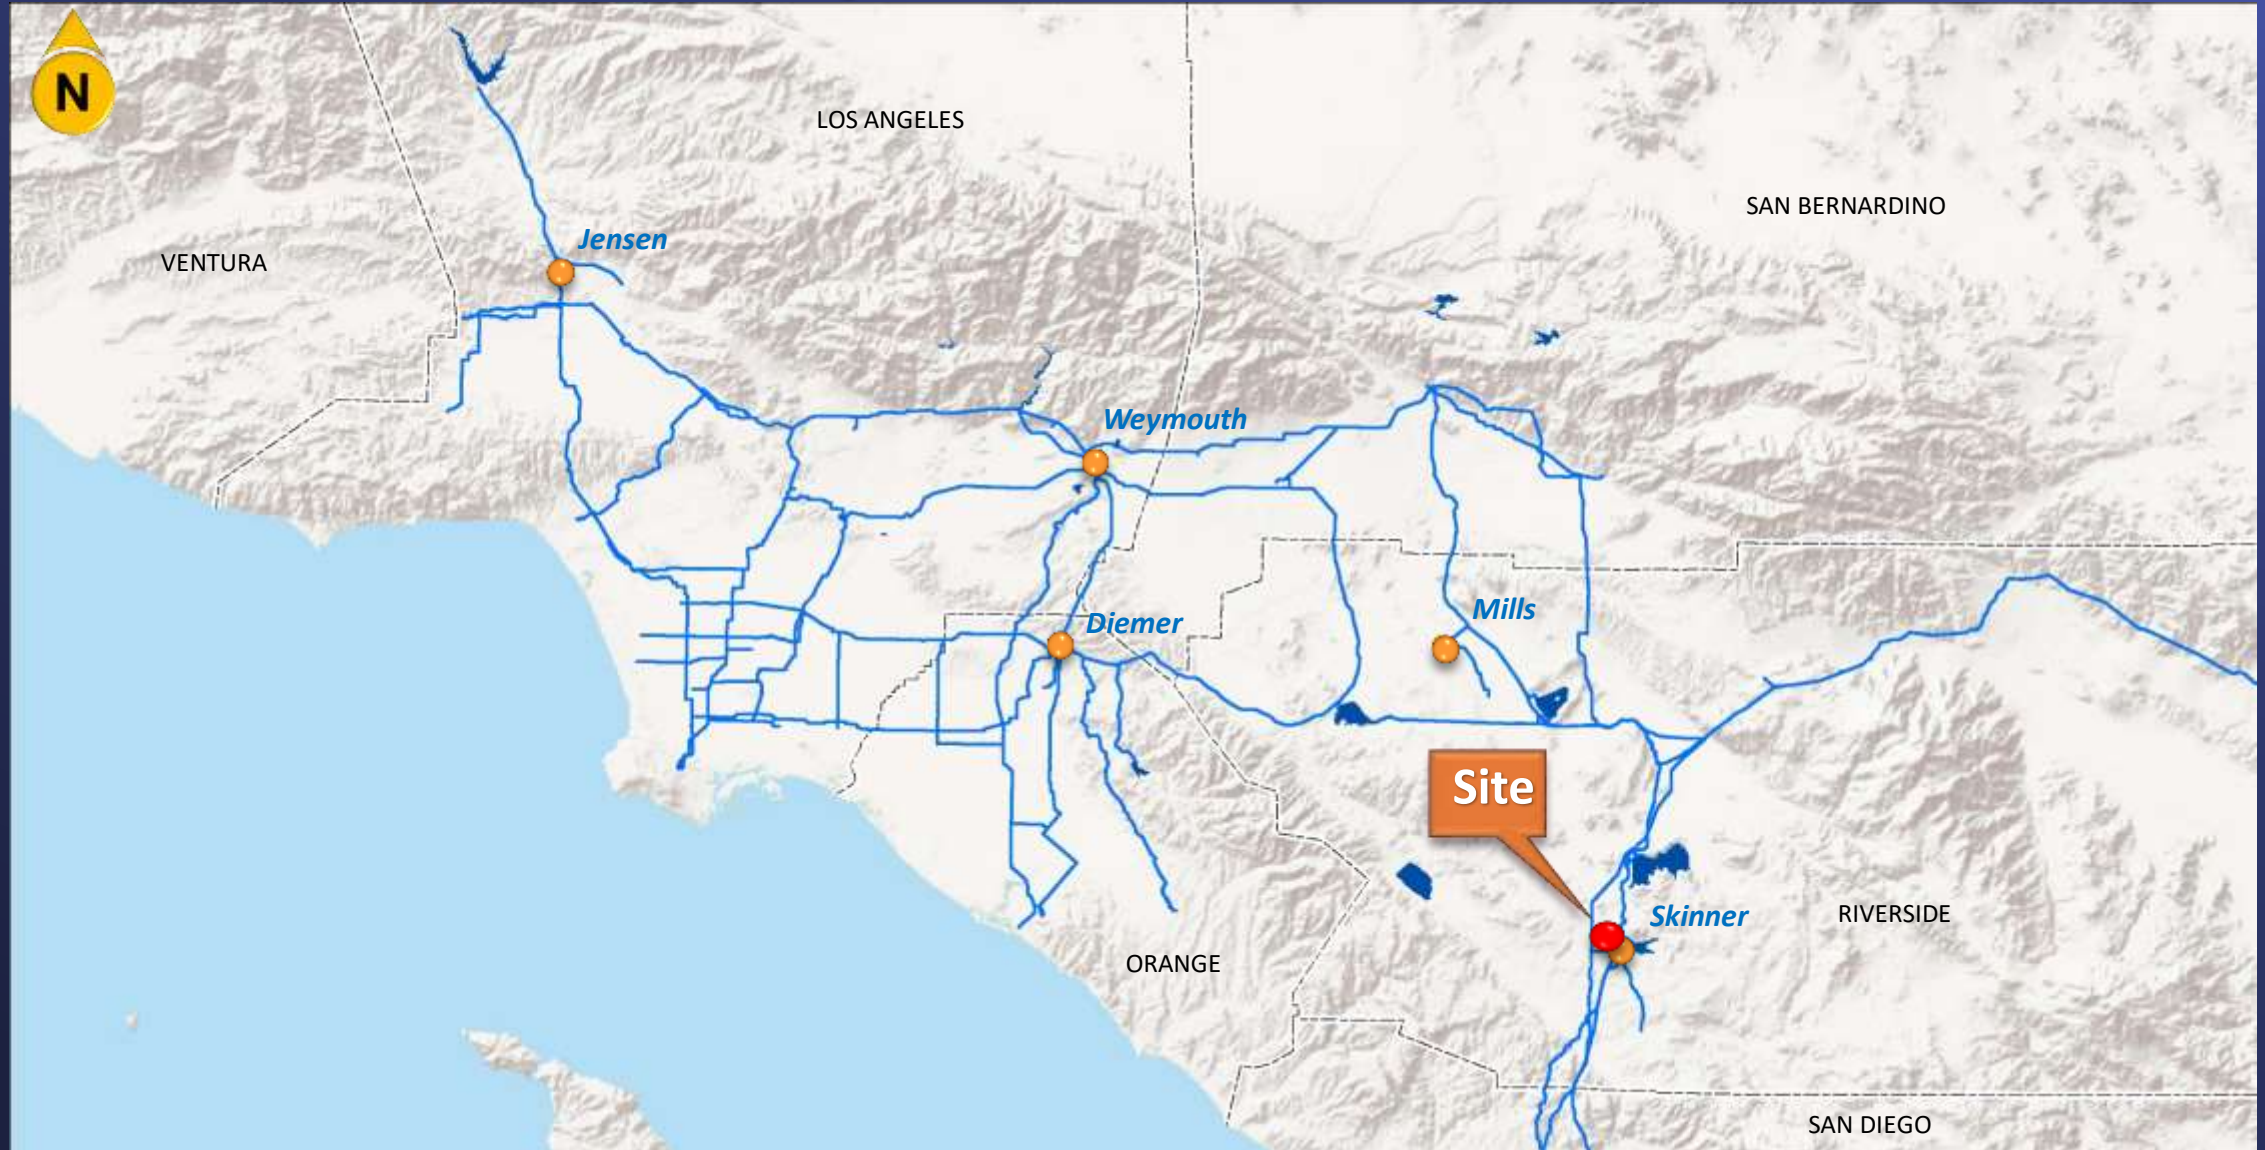 N
LOS ANGELES
SAN BERNARDINO
Jensen
VENTURA
Weymouth
Mills
Diemer
Site
Skinner
RIVERSIDE
ORANGE
SAN DIEGO